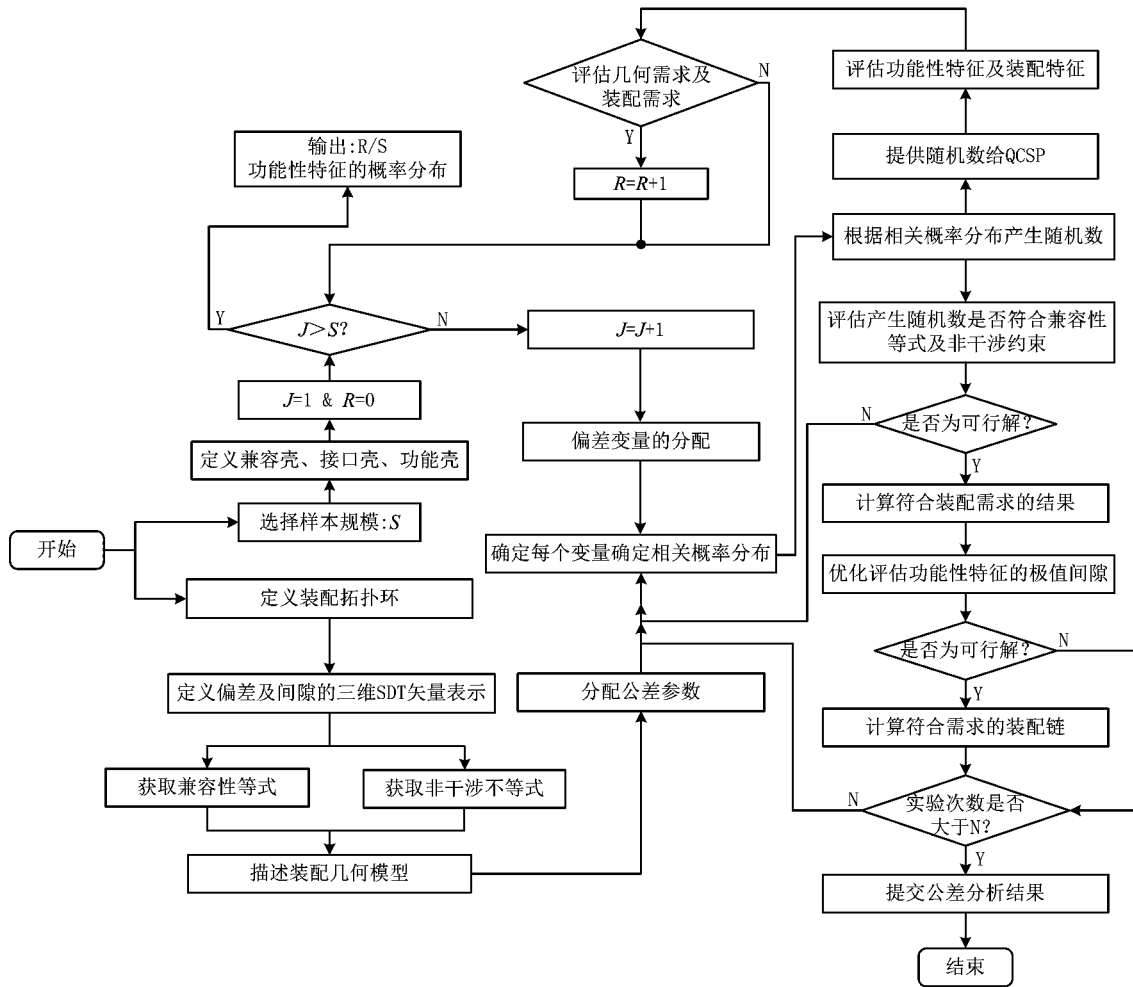 评估几何需求及
装配需求
N
Y
R=R+1
评估功能性特征及装配特征
提供随机数给QCSP
根据相关概率分布产生随机数
输出:R/S
功能性特征的概率分布
Y
J>S?
N
J=J+1
J=1 & R=0
定义兼容壳、接口壳、功能壳
选择样本规模:S
开始
偏差变量的分配
确定每个变量确定相关概率分布
评估产生随机数是否符合兼容性
等式及非干涉约束
N
是否为可行解?
Y
计算符合装配需求的结果
优化评估功能性特征的极值间隙
是否为可行解?
N
Y
计算符合需求的装配链
N
实验次数是否
大于N?
Y
提交公差分析结果
结束
定义装配拓扑环
定义偏差及间隙的三维SDT矢量表示
获取兼容性等式
获取非干涉不等式
描述装配几何模型
分配公差参数